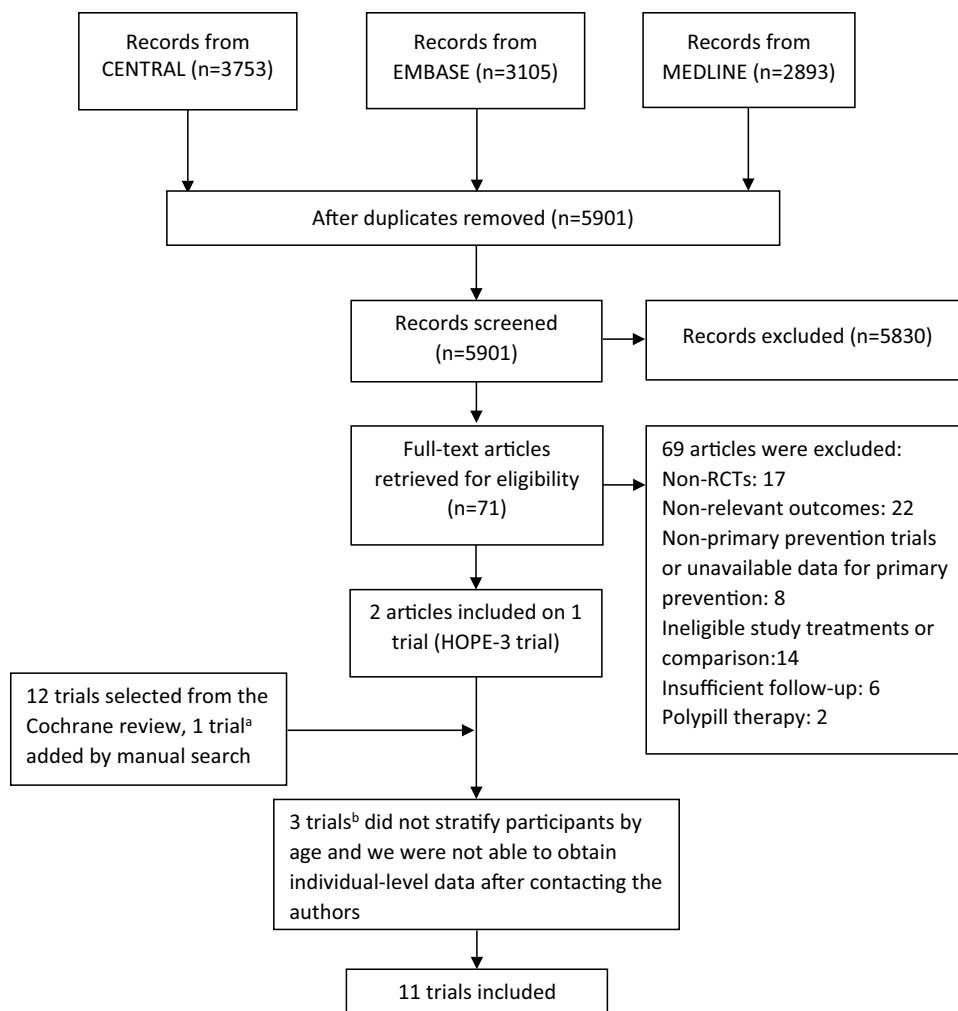 Records from
CENTRAL (n=3753)
Records from
EMBASE (n=3105)
Records from
MEDLINE (n=2893)
After duplicates removed (n=5901)
Records screened
(n=5901)
Records excluded (n=5830)
Full-text articles
retrieved for eligibility
(n=71)
69 articles were excluded:
Non-RCTs: 17
Non-relevant outcomes: 22
Non-primary prevention trials
or unavailable data for primary
prevention: 8
Ineligible study treatments or
comparison:14
Insufficient follow-up: 6
Polypill therapy: 2
2 articles included on 1
trial (HOPE-3 trial)
12 trials selected from the
Cochrane review, 1 trialᵃ
added by manual search
3 trialsᵇ did not stratify participants by
age and we were not able to obtain
individual-level data after contacting the
authors
11 trials included